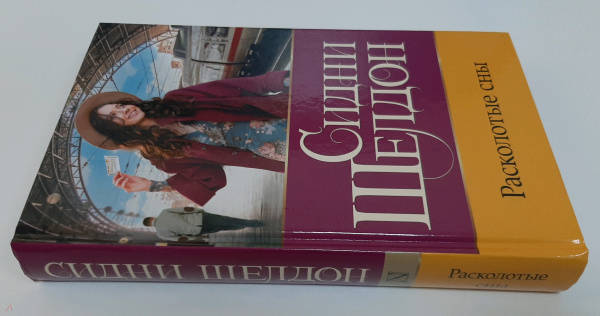 Сидни
Шелдон
Расколотые сны
СИДНИ ШЕЛДОН
Расколотые
сны